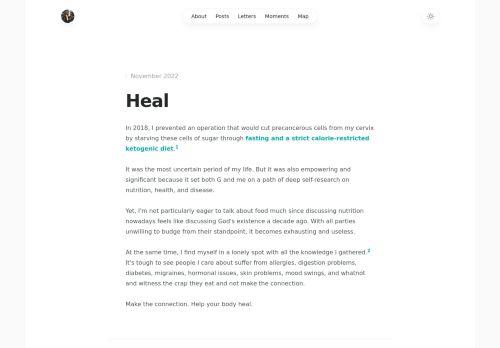 About Posts Letters Moments Map
November 2022
Heal
In 2018, I prevented an operation that would cut precancerous cells from my cervix
by starving these cells of sugar through fasting and a strict calorie-restricted
ketogenic diet.1
It was the most uncertain period of my life. But it was also empowering and
significant because it set both G and me on a path of deep self-research on
nutrition, health, and disease.
Yet, I'm not particularly eager to talk about food much since discussing nutrition
nowadays feels like discussing God's existence a decade ago. With all parties
unwilling to budge from their standpoint, it becomes exhausting and useless.
At the same time, I find myself in a lonely spot with all the knowledge I gathered.2
It's tough to see people I care about suffer from allergies, digestion problems,
diabetes, migraines, hormonal issues, skin problems, mood swings, and whatnot
and witness the crap they eat and not make the connection.
Make the connection. Help your body heal.